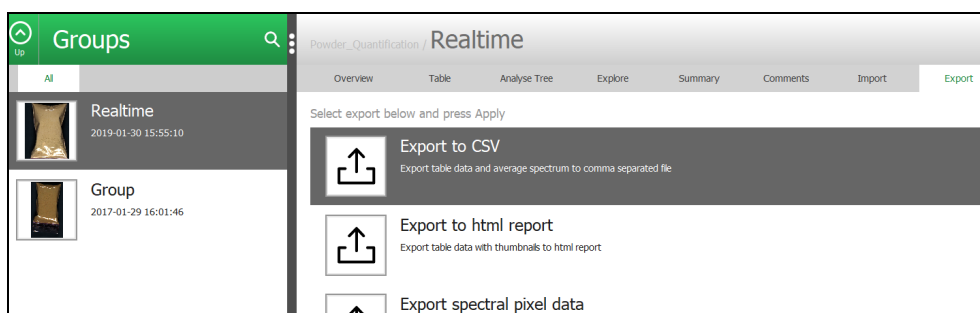 Up
Groups
All
Realtime
2019-01-30 15:55:10
Group
2017-01-29 16:01:46
Powder_Quantification / Realtime
Overview Table Analyse Tree Explore Summary Comments Import Export
Select export below and press Apply
Export to CSV
Export table data and average spectrum to comma separated file
Export to html report
Export table data with thumbnails to html report
Export spectral pixel data